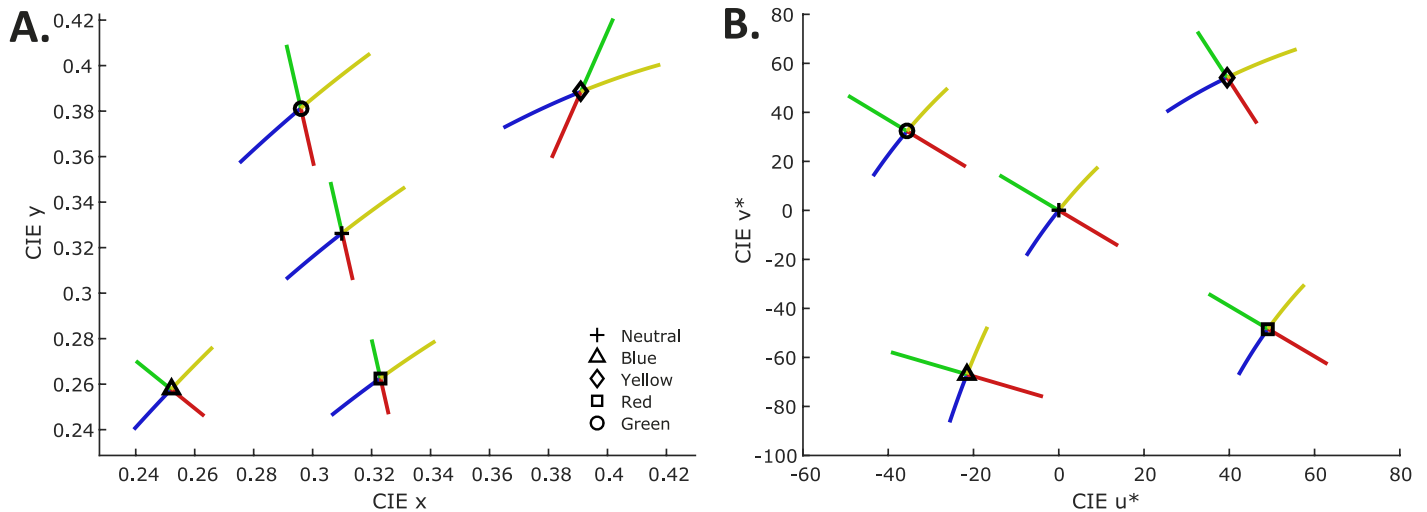 A.
CIE y
0.42
0.4
0.38
0.36
0.34
0.32
0.3
0.28
0.26
0.24
0.24 0.26 0.28 0.3 0.32 0.34 0.36 0.38 0.4 0.42
CIE x
Neutral
Blue
Yellow
Red
Green
B.
CIE v*
80
60
40
20
0
-20
-40
-60
-80
-100
-60 -40 -20 0 20 40 60 80
CIE u*